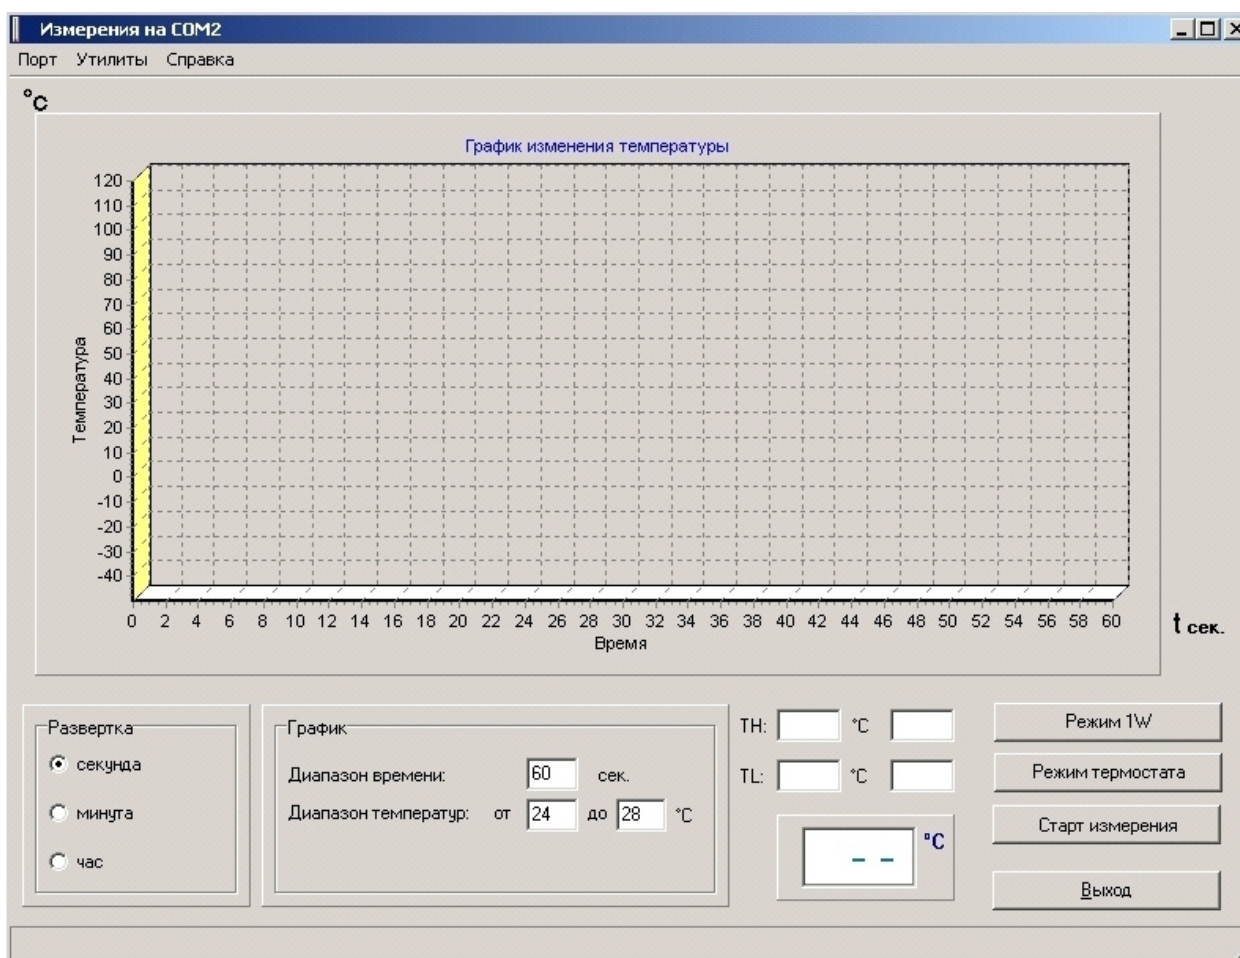 Измерения на COM2
Порт Утилиты Справка
°C
График изменения температуры
120
110
100
90
80
70
60
50
40
30
20
10
0
-10
-20
-30
-40
Температура
0 2 4 6 8 10 12 14 16 18 20 22 24 26 28 30 32 34 36 38 40 42 44 46 48 50 52 54 56 58 60
Время
t сек.
Развертка
секунда
минута
час
График
Диапазон времени: 60 сек.
Диапазон температур: от 24 до 28 °C
TH: °C
TL: °C
-- °C
Режим 1W
Режим термостата
Старт измерения
Выход